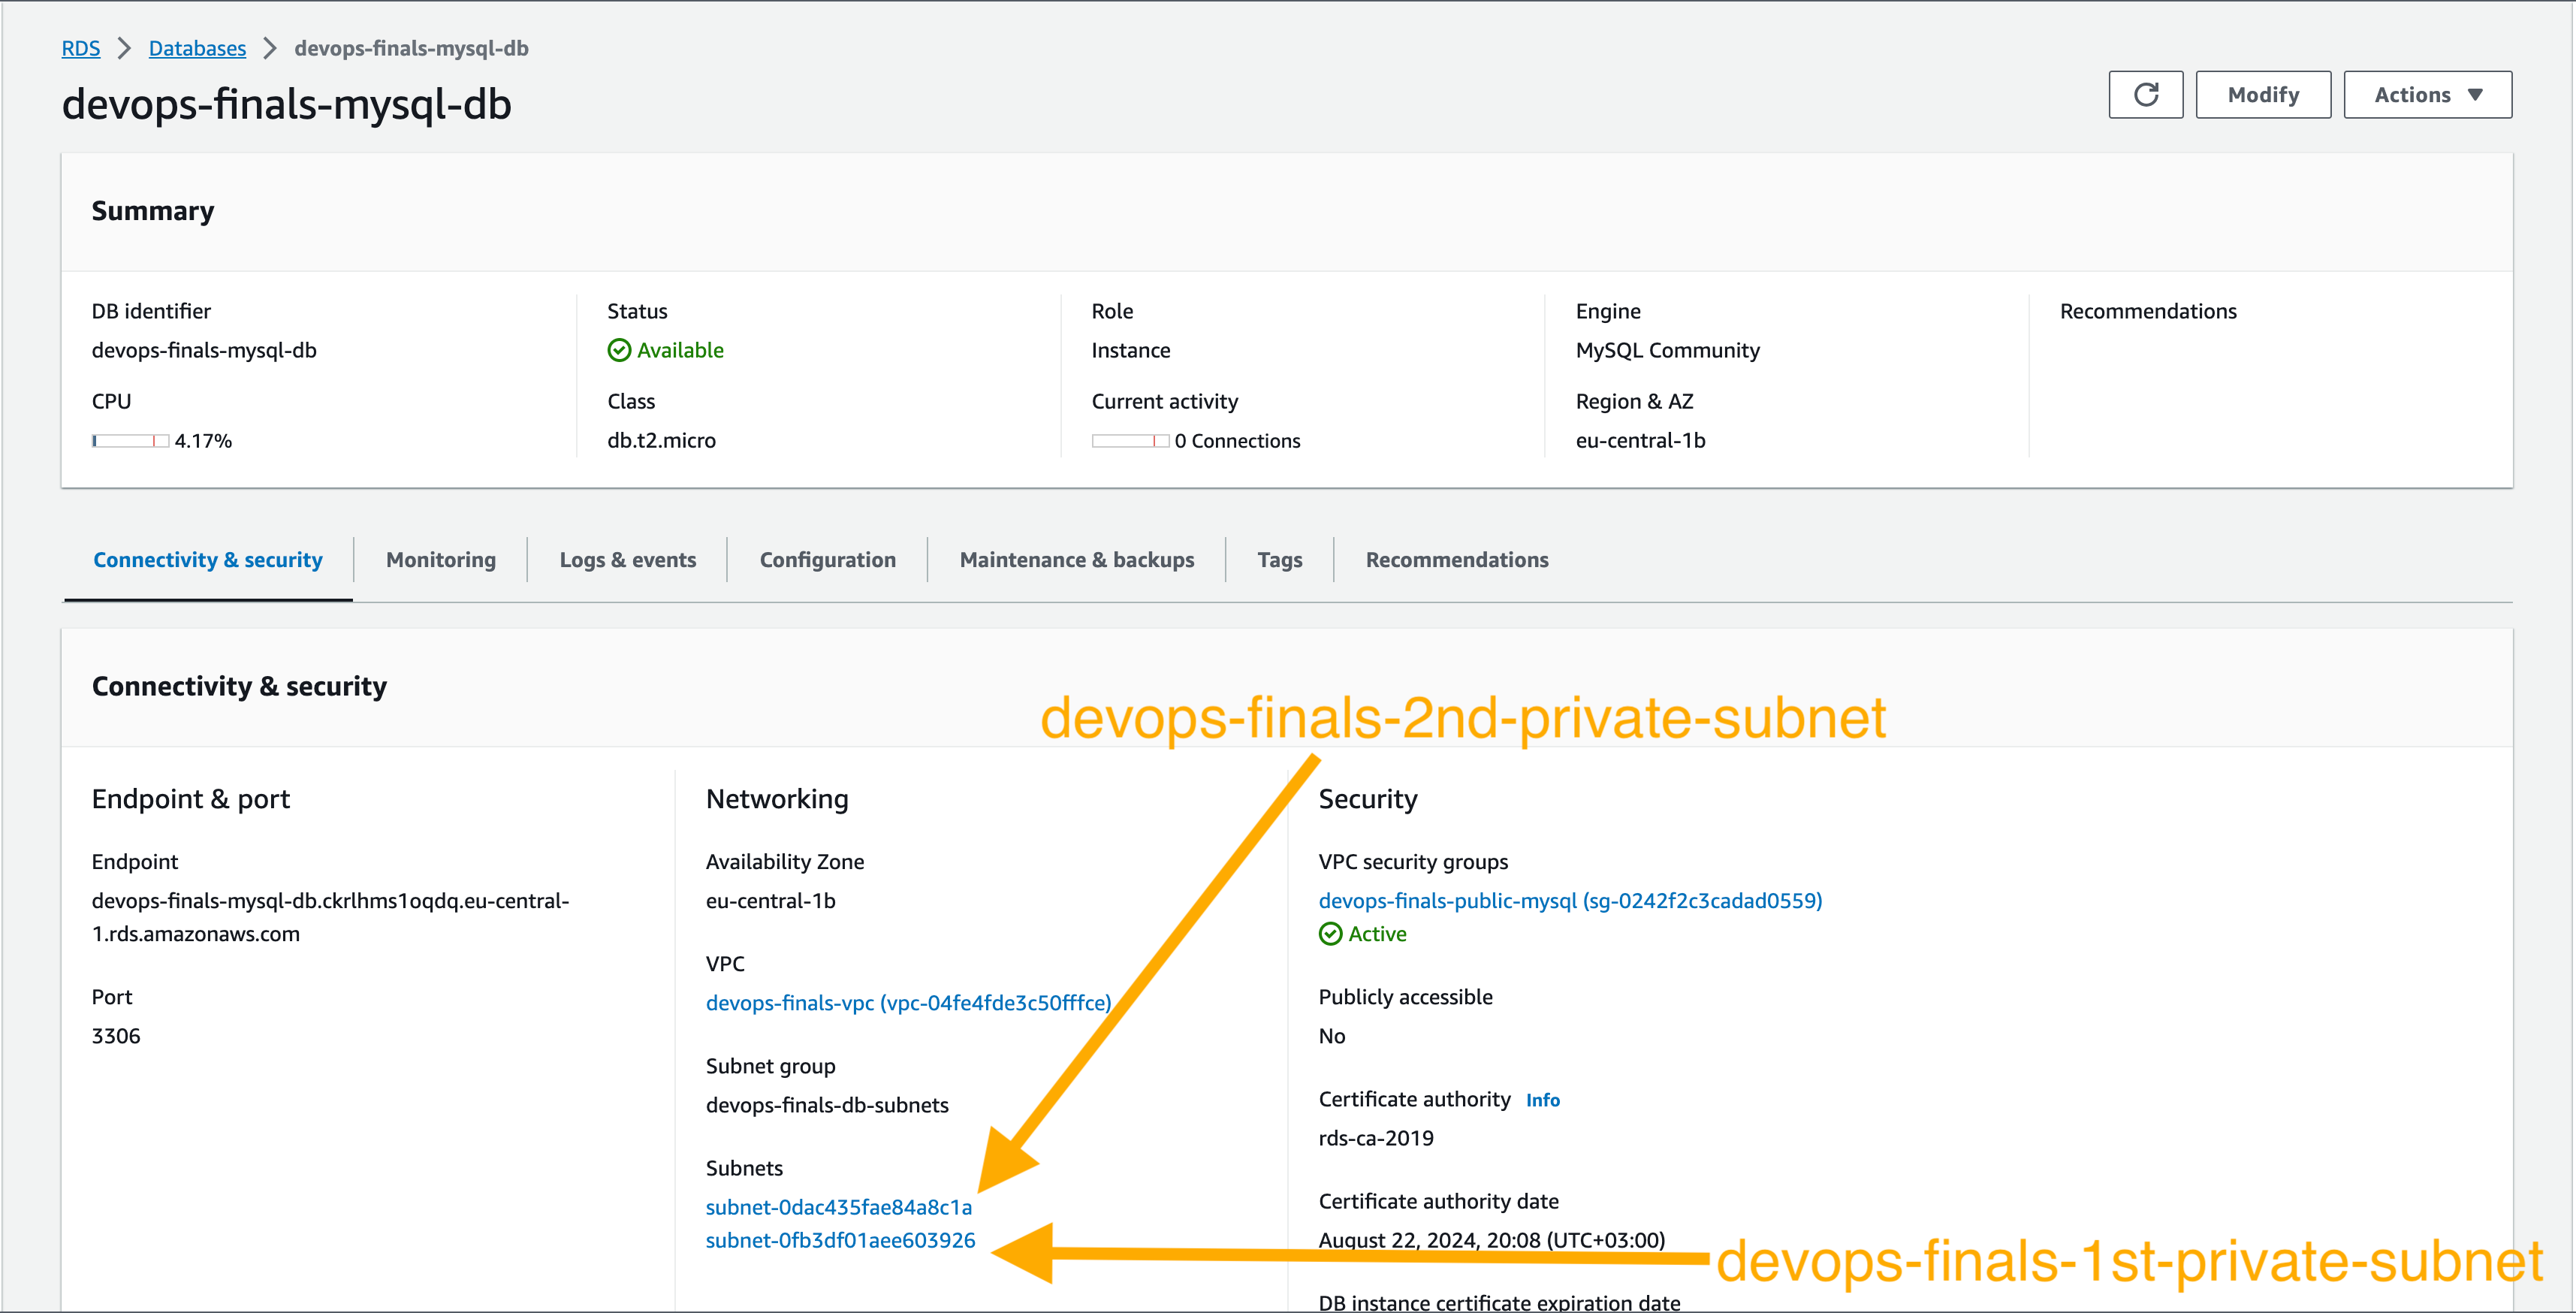 RDS > Databases > devops-finals-mysql-db
devops-finals-mysql-db
Modify
Actions
Summary
DB identifier
devops-finals-mysql-db
CPU
4.17%
Status
Available
Class
db.t2.micro
Role
Instance
Current activity
0 Connections
Engine
MySQL Community
Region & AZ
eu-central-1b
Recommendations
Connectivity & security
Monitoring
Logs & events
Configuration
Maintenance & backups
Tags
Recommendations
Connectivity & security
devops-finals-2nd-private-subnet
Endpoint & port
Endpoint
devops-finals-mysql-db.ckrlhms1oqdq.eu-central-
1.rds.amazonaws.com
Port
3306
Networking
Availability Zone
eu-central-1b
VPC
devops-finals-vpc (vpc-04fe4fde3c50fffce)
Subnet group
devops-finals-db-subnets
Subnets
subnet-0dac435fae84a8c1a
subnet-0fb3df01aee603926
Security
VPC security groups
devops-finals-public-mysql (sg-0242f2c3cadad0559)
Active
Publicly accessible
No
Certificate authority Info
rds-ca-2019
Certificate authority date
August 22, 2024, 20:08 (UTC+03:00)
devops-finals-1st-private-subnet
DB instance certificate expiration date